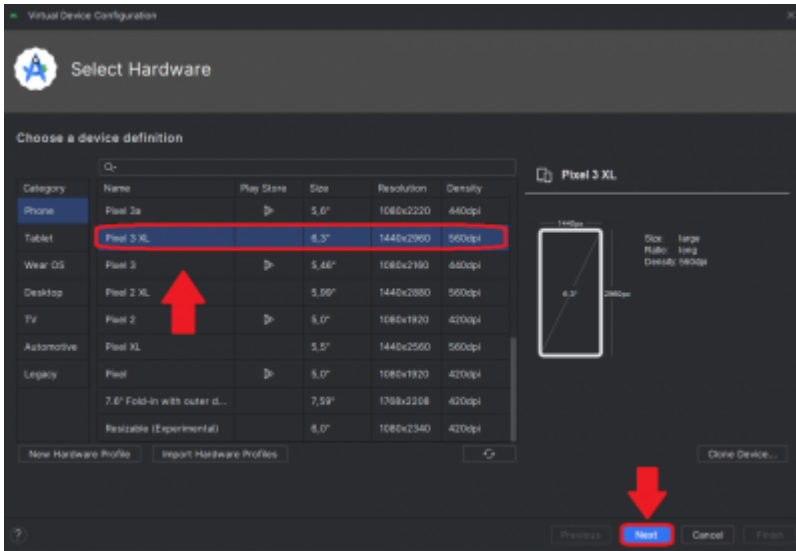 Virtual Device Configuration
Select Hardware
Choose a device definition
Category Name Play Store Size Resolution Density
Phone Pixel 3a 5,6" 1080x2220 440dpi
Tablet Pixel 3 XL 6,3" 1440x2960 560dpi
Wear OS Pixel 3 5,46" 1080x2160 440dpi
Desktop Pixel 2 XL 5,99" 1440x2880 560dpi
TV Pixel 2 5,0" 1080x1920 420dpi
Automotive Pixel XL 5,5" 1440x2560 560dpi
Legacy Pixel 5,0" 1080x1920 420dpi
7.6" Fold-in with outer d... 7,59" 1768x2208 420dpi
Resizable (Experimental) 6,0" 1080x2340 420dpi
New Hardware Profile Import Hardware Profiles
Pixel 3 XL
1440px
Size: large
Ratio: long
Density: 560dpi
6,3" 2960px
Clone Device...
? Previous Next Cancel Finish